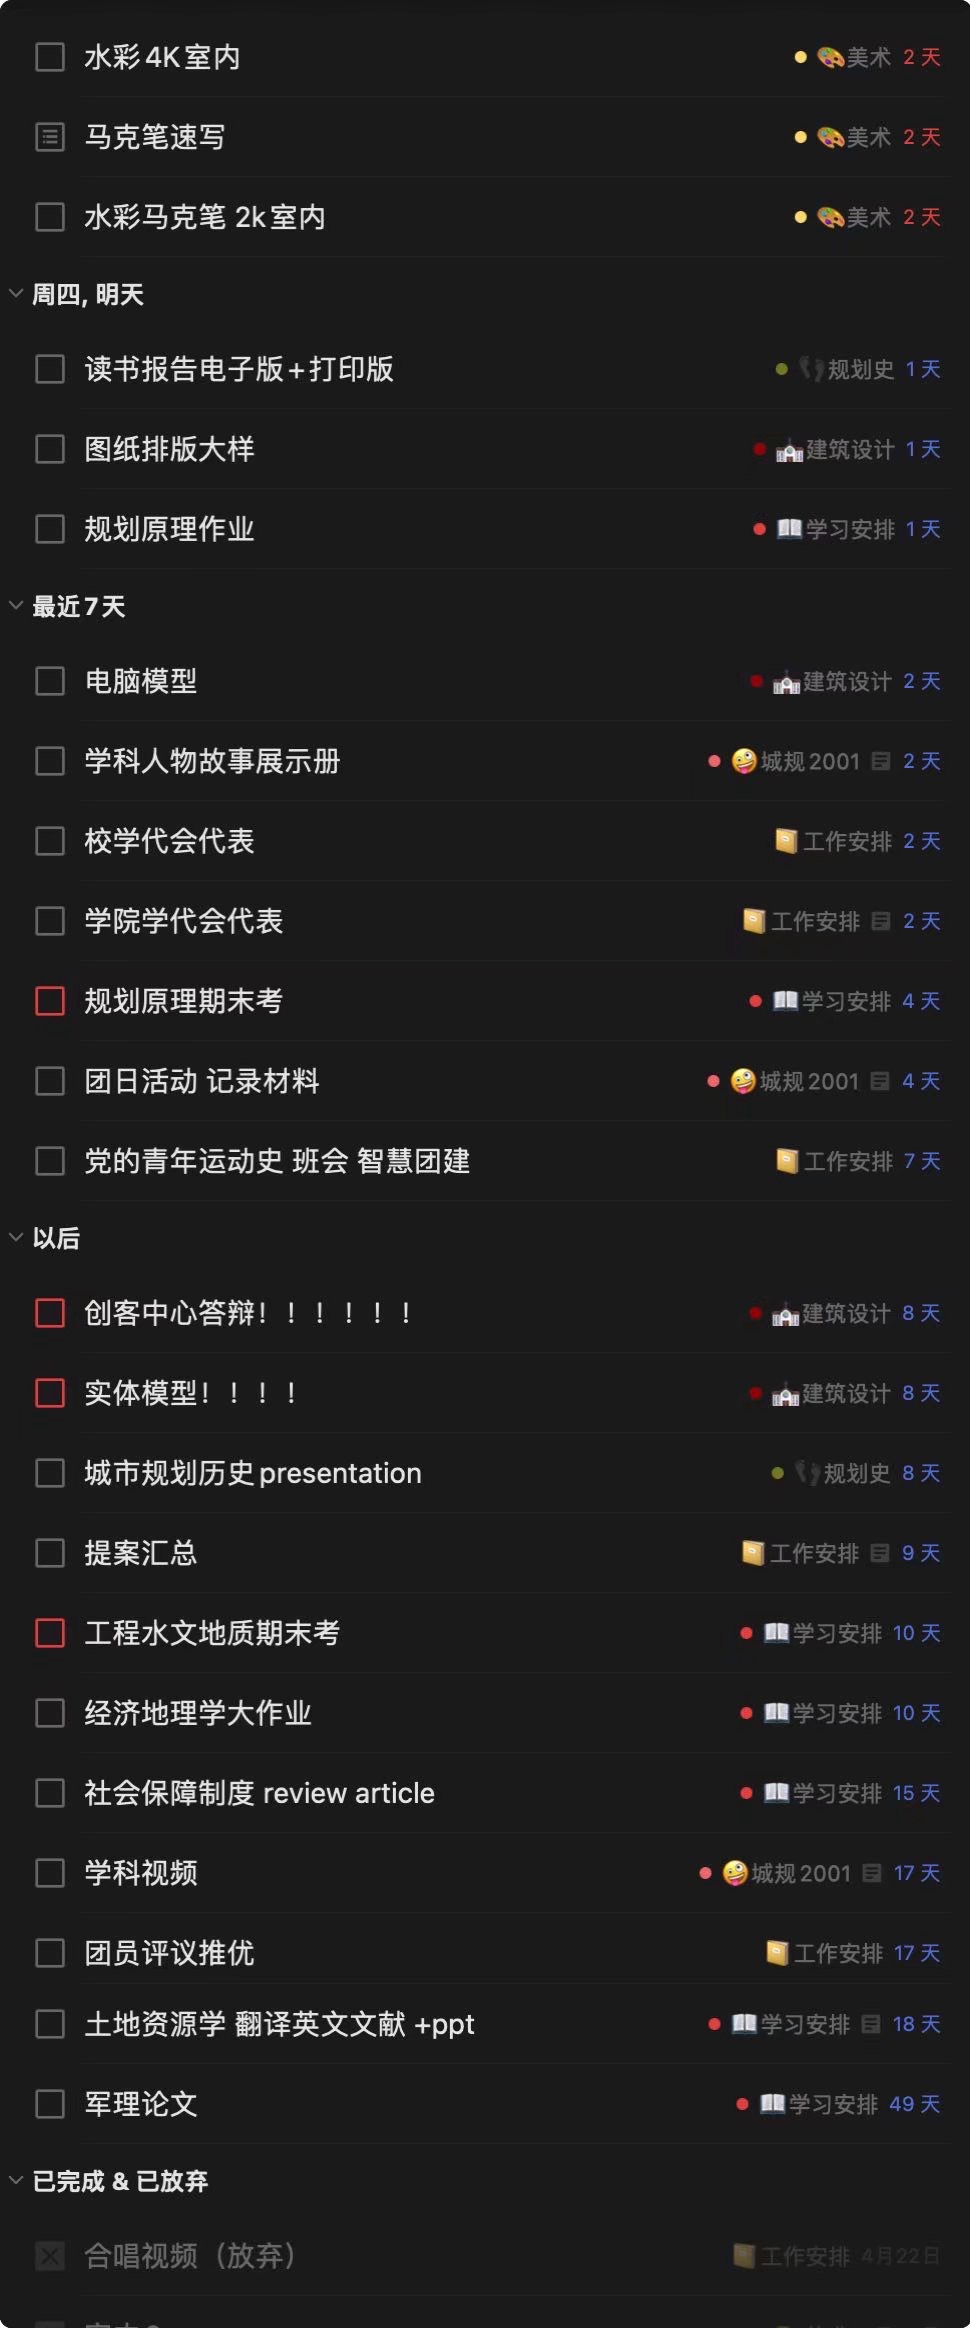 水彩4K室内 美术 2 天
马克笔速写 美术 2 天
水彩马克笔 2k室内 美术 2 天
周四, 明天
读书报告电子版+打印版 规划史 1 天
图纸排版大样 建筑设计 1 天
规划原理作业 学习安排 1 天
最近7天
电脑模型 建筑设计 2 天
学科人物故事展示册 城规2001 2 天
校学代会代表 工作安排 2 天
学院学代会代表 工作安排 2 天
规划原理期末考 学习安排 4 天
团日活动 记录材料 城规2001 4 天
党的青年运动史 班会 智慧团建 工作安排 7 天
以后
创客中心答辩！！！！！！ 建筑设计 8 天
实体模型！！！！ 建筑设计 8 天
城市规划历史presentation 规划史 8 天
提案汇总 工作安排 9 天
工程水文地质期末考 学习安排 10 天
经济地理学大作业 学习安排 10 天
社会保障制度 review article 学习安排 15 天
学科视频 城规2001 17 天
团员评议推优 工作安排 17 天
土地资源学 翻译英文文献 +ppt 学习安排 18 天
军理论文 学习安排 49 天
已完成 & 已放弃
合唱视频（放弃） 工作安排 4月22日